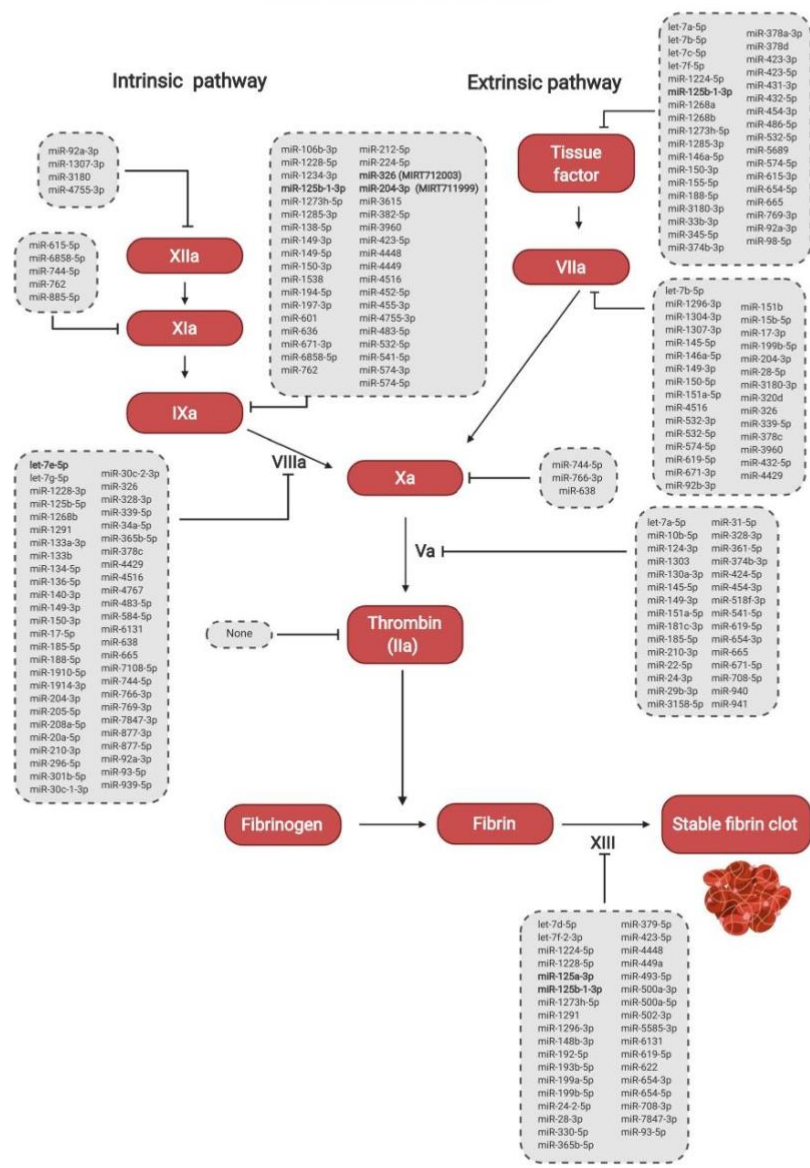 Intrinsic pathway
Extrinsic pathway
let-7a-5p
let-7b-5p
let-7c-5p
let-7f-5p
miR-1224-5p
miR-125b-1-3p
miR-1268a
miR-1268b
miR-1273h-5p
miR-1285-3p
miR-146a-5p
miR-150-3p
miR-155-5p
miR-188-5p
miR-3180-3p
miR-33b-3p
miR-345-5p
miR-374b-3p
miR-378a-3p
miR-378d
miR-423-3p
miR-423-5p
miR-431-3p
miR-432-5p
miR-454-3p
miR-486-5p
miR-532-5p
miR-5689
miR-574-5p
miR-615-3p
miR-654-5p
miR-665
miR-769-3p
miR-92a-3p
miR-98-5p
miR-92a-3p
miR-1307-3p
miR-3180
miR-4755-3p
miR-106b-3p
miR-1228-5p
miR-1234-3p
miR-125b-1-3p
miR-1273h-5p
miR-1285-3p
miR-138-5p
miR-149-3p
miR-149-5p
miR-150-3p
miR-1538
miR-194-5p
miR-197-3p
miR-601
miR-636
miR-671-3p
miR-6858-5p
miR-762
miR-212-5p
miR-224-5p
miR-326 (MIRT712003)
miR-204-3p (MIRT711999)
miR-3615
miR-382-5p
miR-3960
miR-423-5p
miR-4448
miR-4449
miR-4516
miR-452-5p
miR-455-3p
miR-4755-3p
miR-483-5p
miR-532-5p
miR-541-5p
miR-574-3p
miR-574-5p
Tissue
factor
XIIa
VIIa
miR-615-5p
miR-6858-5p
miR-744-5p
miR-762
miR-885-5p
XIa
let-7b-5p
miR-1296-3p
miR-1304-3p
miR-1307-3p
miR-145-5p
miR-146a-5p
miR-149-3p
miR-150-5p
miR-151a-5p
miR-4516
miR-532-3p
miR-532-5p
miR-574-5p
miR-619-5p
miR-671-3p
miR-92b-3p
miR-151b
miR-15b-5p
miR-17-3p
miR-199b-5p
miR-204-3p
miR-28-5p
miR-3180-3p
miR-320d
miR-326
miR-339-5p
miR-378c
miR-3960
miR-432-5p
miR-4429
IXa
VIIIa
Xa
miR-744-5p
miR-766-3p
miR-638
let-7e-5p
let-7g-5p
miR-1228-3p
miR-125b-5p
miR-1268b
miR-1291
miR-133a-3p
miR-133b
miR-134-5p
miR-136-5p
miR-140-3p
miR-149-3p
miR-150-3p
miR-17-5p
miR-185-5p
miR-188-5p
miR-1910-5p
miR-1914-3p
miR-204-3p
miR-205-5p
miR-208a-5p
miR-20a-5p
miR-210-3p
miR-296-5p
miR-301b-5p
miR-30c-1-3p
miR-30c-2-3p
miR-326
miR-328-3p
miR-339-5p
miR-34a-5p
miR-365b-5p
miR-378c
miR-4429
miR-4516
miR-4767
miR-483-5p
miR-584-5p
miR-6131
miR-638
miR-665
miR-7108-5p
miR-744-5p
miR-766-3p
miR-769-3p
miR-7847-3p
miR-877-3p
miR-877-5p
miR-92a-3p
miR-93-5p
miR-939-5p
Va
let-7a-5p
miR-10b-5p
miR-124-3p
miR-1303
miR-130a-3p
miR-145-5p
miR-149-3p
miR-151a-5p
miR-181c-3p
miR-185-5p
miR-210-3p
miR-22-5p
miR-24-3p
miR-29b-3p
miR-3158-5p
miR-31-5p
miR-328-3p
miR-361-5p
miR-374b-3p
miR-424-5p
miR-454-3p
miR-518f-3p
miR-541-5p
miR-619-5p
miR-654-3p
miR-665
miR-671-5p
miR-708-5p
miR-940
miR-941
None
Thrombin
(IIa)
Fibrinogen
Fibrin
XIII
Stable fibrin clot
let-7d-5p
let-7f-2-3p
miR-1224-5p
miR-1228-5p
miR-125a-3p
miR-125b-1-3p
miR-1273h-5p
miR-1291
miR-1296-3p
miR-148b-3p
miR-192-5p
miR-193b-5p
miR-199a-5p
miR-199b-5p
miR-24-2-5p
miR-28-3p
miR-330-5p
miR-365b-5p
miR-379-5p
miR-423-5p
miR-4448
miR-449a
miR-493-5p
miR-500a-3p
miR-500a-5p
miR-502-3p
miR-5585-3p
miR-6131
miR-619-5p
miR-622
miR-654-3p
miR-654-5p
miR-708-3p
miR-7847-3p
miR-93-5p